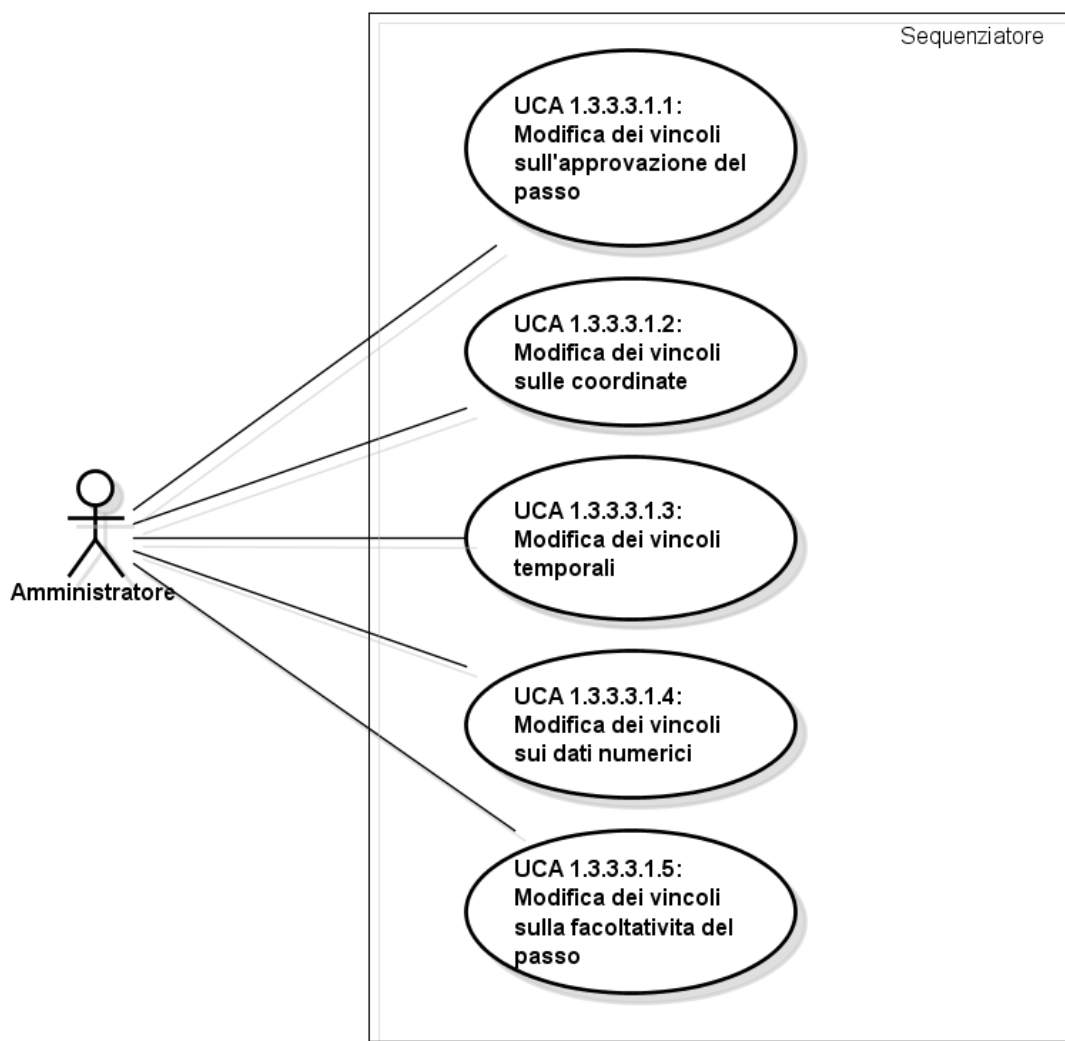 Sequenziatore
UCA 1.3.3.3.1.1:
Modifica dei vincoli
sull'approvazione del
passo
UCA 1.3.3.3.1.2:
Modifica dei vincoli
sulle coordinate
UCA 1.3.3.3.1.3:
Modifica dei vincoli
temporali
Amministratore
UCA 1.3.3.3.1.4:
Modifica dei vincoli
sui dati numerici
UCA 1.3.3.3.1.5:
Modifica dei vincoli
sulla facoltativita del
passo